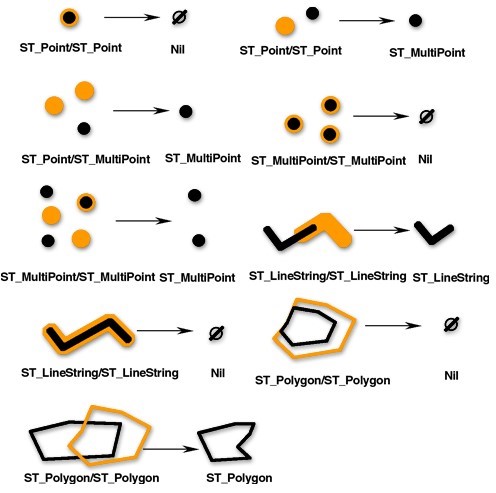 ST_Point/ST_Point Nil
ST_Point/ST_Point ST_MultiPoint
ST_Point/ST_MultiPoint ST_MultiPoint
ST_MultiPoint/ST_MultiPoint Nil
ST_MultiPoint/ST_MultiPoint ST_MultiPoint
ST_LineString/ST_LineString ST_LineString
ST_LineString/ST_LineString Nil
ST_Polygon/ST_Polygon Nil
ST_Polygon/ST_Polygon ST_Polygon